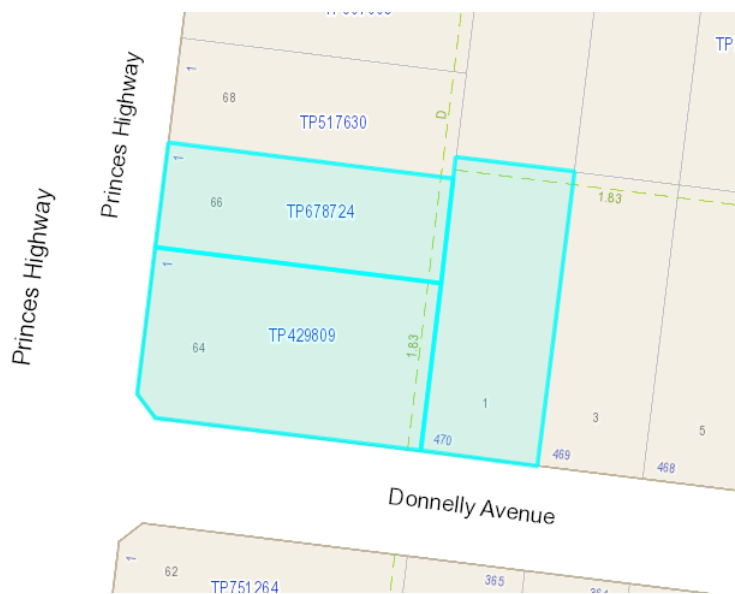 TP
Princes Highway
1
68
TP517630
D
1
66
TP678724
1.83
Princes Highway
1
64
TP429809
1.83
1
3
5
470
469
468
Donnelly Avenue
1
62
TP751264
365